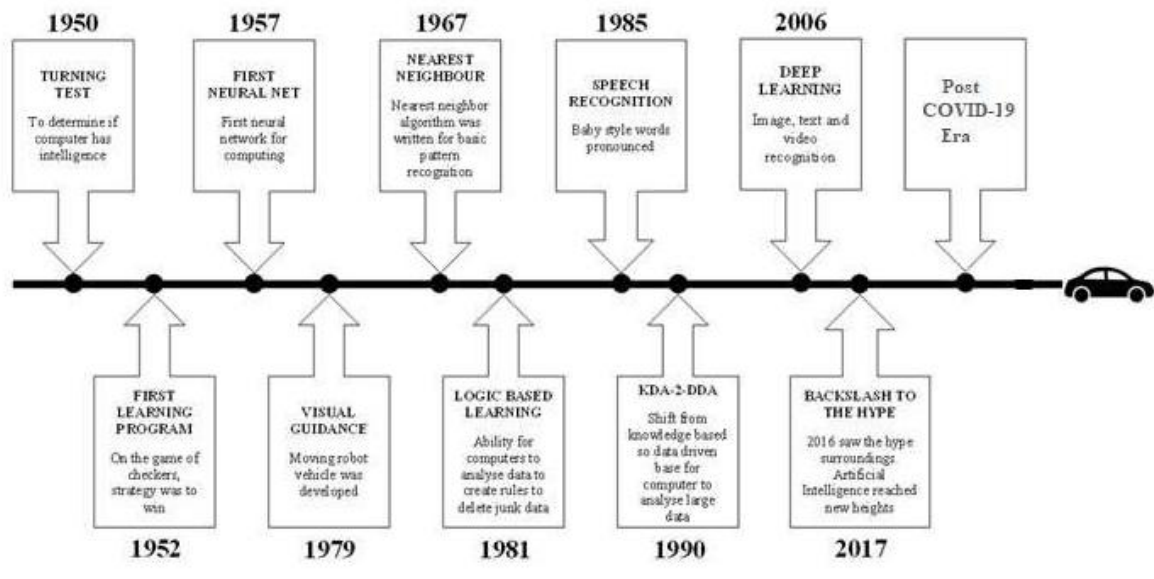 1950
TURNING
TEST
To determine if
computer has
intelligence
1957
FIRST
NEURAL NET
First neural
network for
computing
1967
NEAREST
NEIGHBOUR
Nearest neighbor
algorithm was
written for basic
pattern
recognition
1985
SPEECH
RECOGNITION
Baby style words
pronounced
2006
DEEP
LEARNING
Image, text and
video
recognition
Post
COVID-19
Era
FIRST
LEARNING
PROGRAM
On the game of
checkers,
strategy was to
win
1952
VISUAL
GUIDANCE
Moving robot
vehicle was
developed
1979
LOGIC BASED
LEARNING
Ability for
computers to
analyse data to
create rules to
delete junk data
1981
KDA-2-DDA
Shift from
knowledge based
so data driven
base for
computer to
analyse large
data
1990
BACKSLASH TO
THE HYPE
2016 saw the hype
surroundings
Artificial
Intelligence reached
new heights
2017